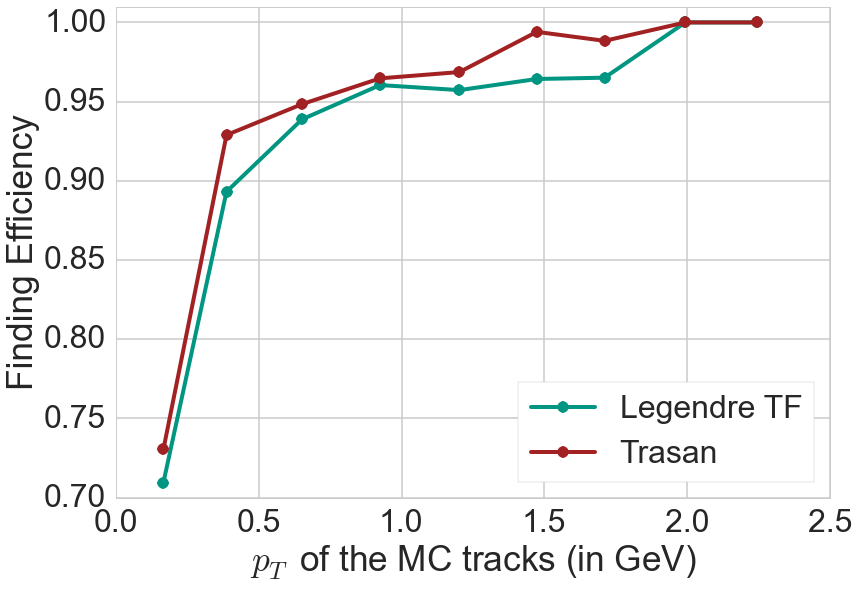 Finding Efficiency
1.00
0.95
0.90
0.85
0.80
0.75
0.70
0.0 0.5 1.0 1.5 2.0 2.5
p_T of the MC tracks (in GeV)
Legendre TF
Trasan